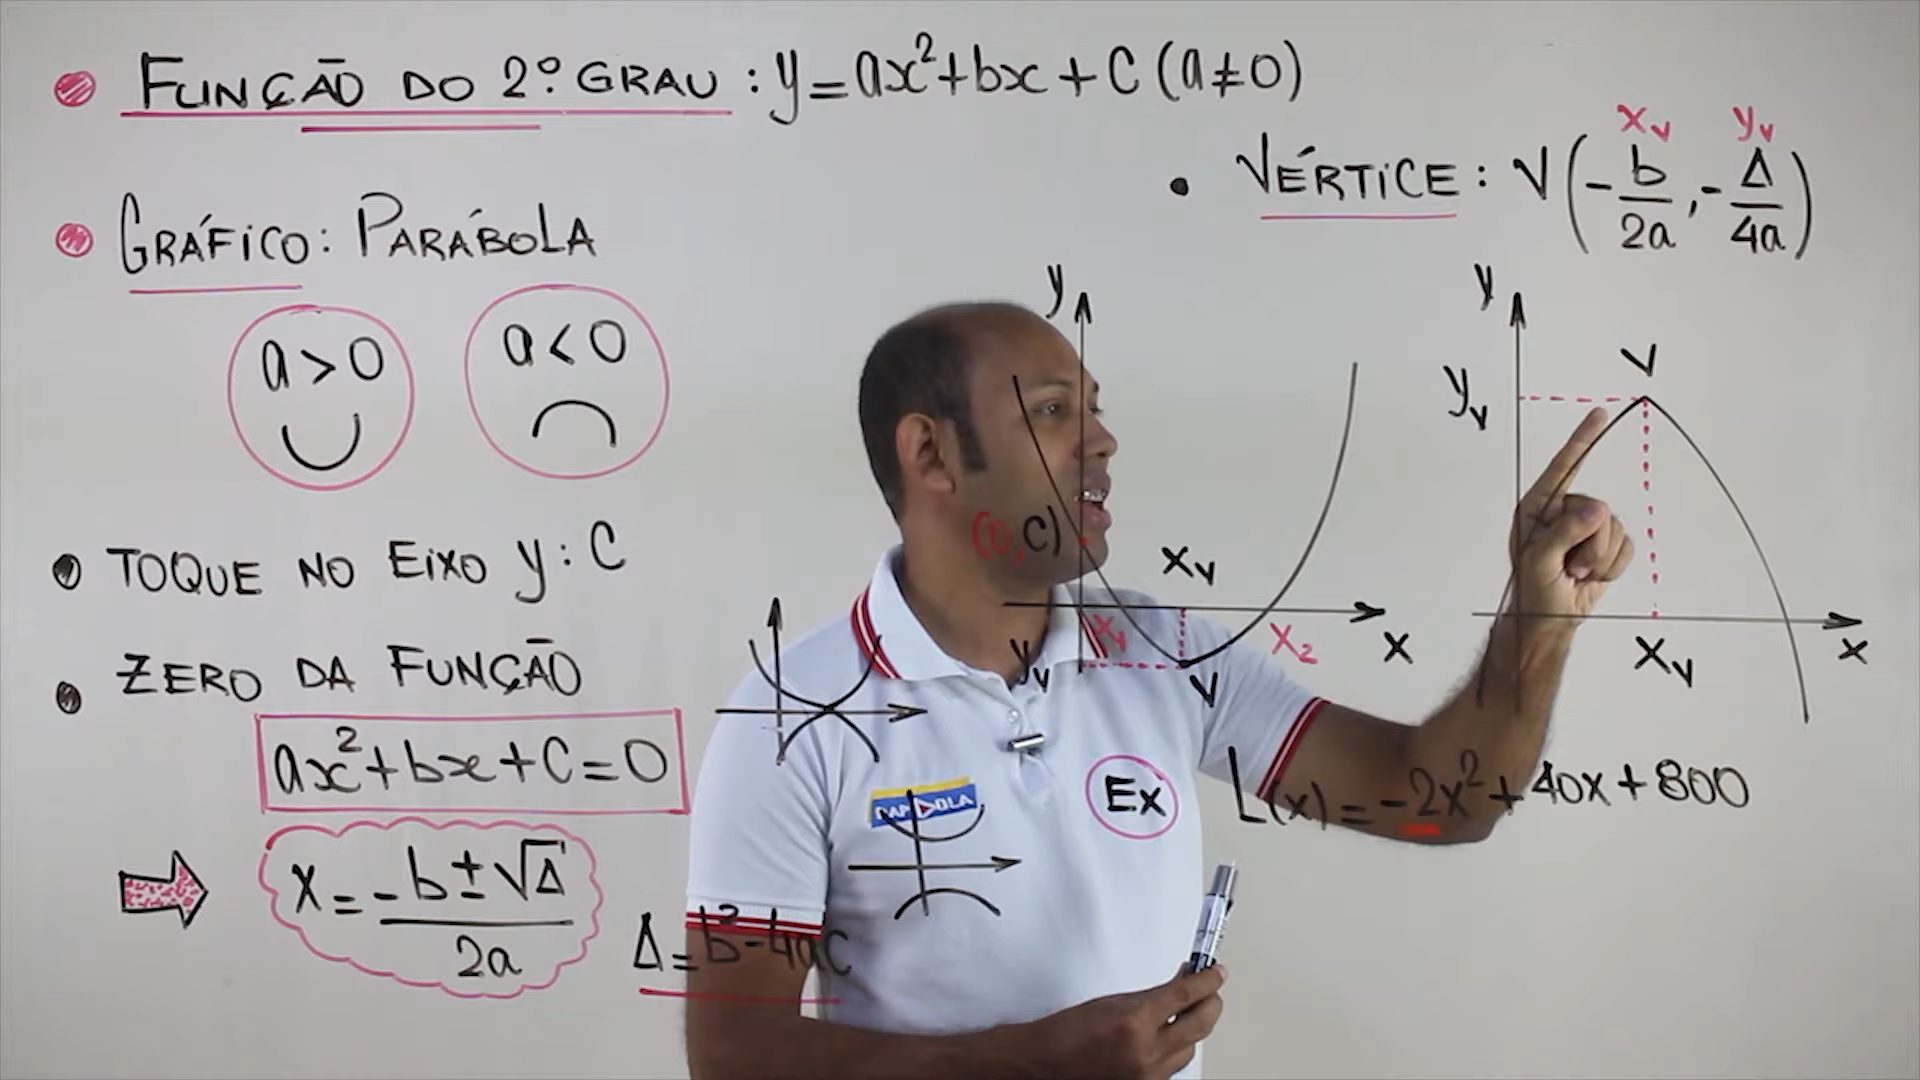 FUNÇÃO DO 2º GRAU : y=ax²+bx+C (a≠0)
GRÁFICO: PARÁBOLA
a>0
a<0
TOQUE NO EIXO y : C
ZERO DA FUNÇÃO
ax²+bx+C=0
x = -b±√Δ / 2a
Δ=b²-4ac
VÉRTICE : V(-b/2a, -Δ/4a)
xᵥ yᵥ
y
(0,C)
xᵥ
x₂
x
yᵥ
V
y
V
yᵥ
xᵥ
x
Ex
L(x) = -2x²+40x+800